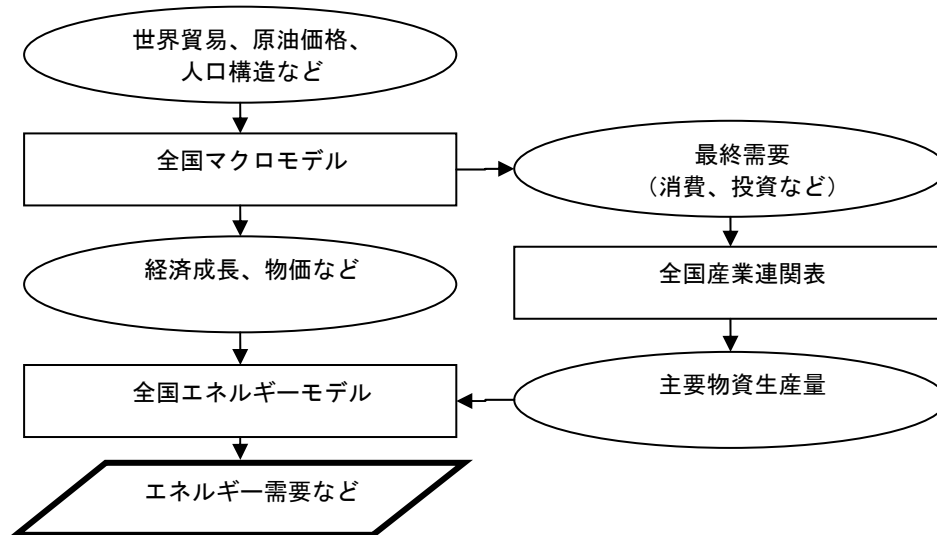 世界貿易、原油価格、
人口構造など
全国マクロモデル
最終需要
（消費、投資など）
経済成長、物価など
全国産業連関表
全国エネルギーモデル
主要物資生産量
エネルギー需要など